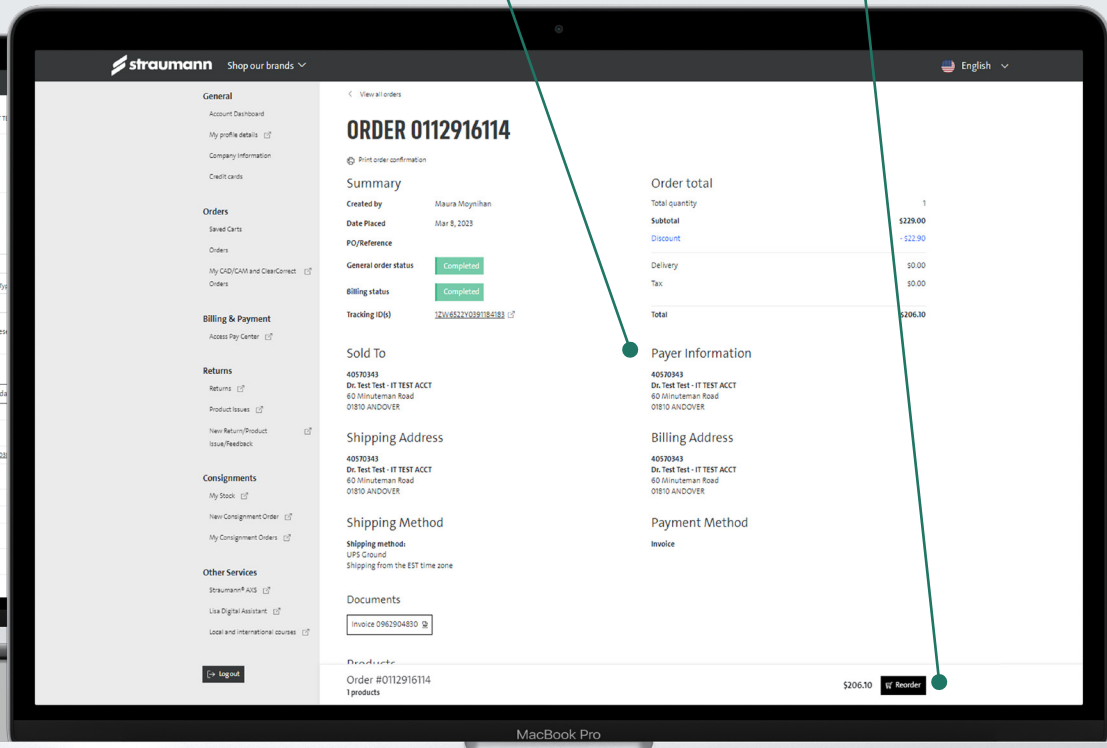 straumann Shop our brands English
General
Account Dashboard
My profile details
Company Information
Credit cards
Orders
Saved Carts
Orders
My CAD/CAM and ClearCorrect
Orders
Billing & Payment
Access Pay Center
Returns
Returns
Product Issues
New Return/Product
Issue/Feedback
Consignments
My Stock
New Consignment Order
My Consignment Orders
Other Services
Straumann® AXS
Lisa Digital Assistant
Local and international courses
Log out
View all orders
ORDER 0112916114
Print order confirmation
Summary
Created by Maura Moynihan
Date Placed Mar 8, 2023
PO/Reference
General order status Completed
Billing status Completed
Tracking ID(s) 1ZW6522Y0391184183
Order total
Total quantity 1
Subtotal $229.00
Discount - $22.90
Delivery $0.00
Tax $0.00
Total $206.10
Sold To
40570343
Dr. Test Test - IT TEST ACCT
60 Minuteman Road
01810 ANDOVER
Payer Information
40570343
Dr. Test Test - IT TEST ACCT
60 Minuteman Road
01810 ANDOVER
Shipping Address
40570343
Dr. Test Test - IT TEST ACCT
60 Minuteman Road
01810 ANDOVER
Billing Address
40570343
Dr. Test Test - IT TEST ACCT
60 Minuteman Road
01810 ANDOVER
Shipping Method
Shipping method:
UPS Ground
Shipping from the EST time zone
Payment Method
Invoice
Documents
Invoice 0962904830
Products
Order #0112916114
1 products
$206.10 Reorder
MacBook Pro